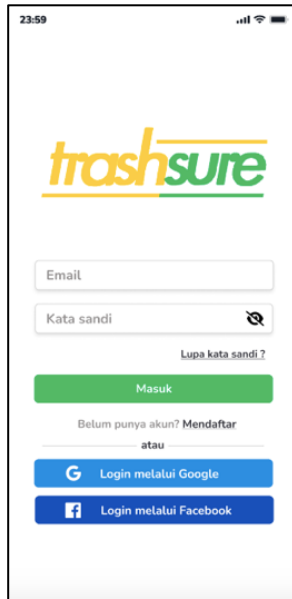 23:59
trashsure
Email
Kata sandi
Lupa kata sandi ?
Masuk
Belum punya akun? Mendaftar
atau
G Login melalui Google
f Login melalui Facebook